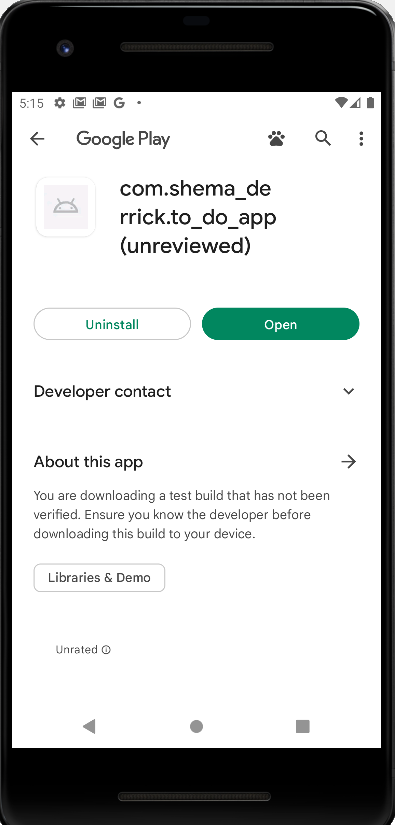 5:15 G
Google Play
com.shema_de
rrick.to_do_app
(unreviewed)
Uninstall Open
Developer contact
About this app
You are downloading a test build that has not been
verified. Ensure you know the developer before
downloading this build to your device.
Libraries & Demo
Unrated